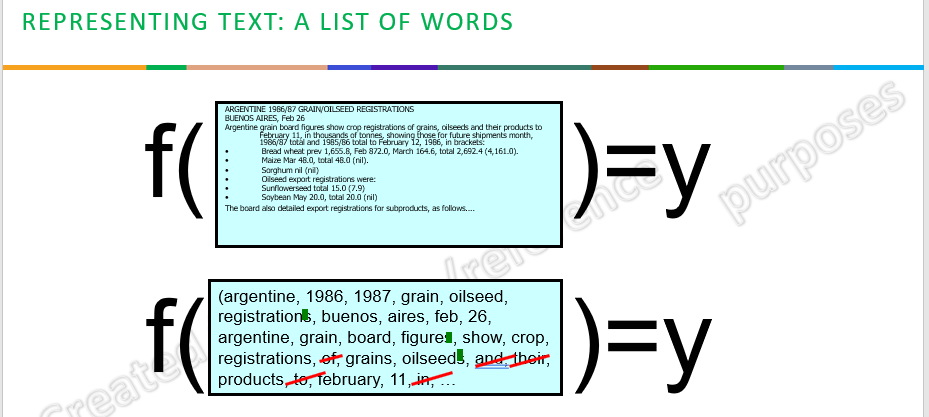 REPRESENTING TEXT: A LIST OF WORDS
f(
ARGENTINE 1986/87 GRAIN/OILSEED REGISTRATIONS
BUENOS AIRES, Feb 26
Argentine grain board figures show crop registrations of grains, oilseeds and their products to
February 11, in thousands of tonnes, showing those for future shipments month,
1986/87 total and 1985/86 total to February 12, 1986, in brackets:
• Bread wheat prev 1,655.8, Feb 872.0, March 164.6, total 2,692.4 (4,161.0).
• Maize Mar 48.0, total 48.0 (nil).
• Sorghum nil (nil)
• Oilseed export registrations were:
• Sunflowerseed total 15.0 (7.9)
• Soybean May 20.0, total 20.0 (nil)
The board also detailed export registrations for subproducts, as follows....
)=y
f(
(argentine, 1986, 1987, grain, oilseed,
registrations, buenos, aires, feb, 26,
argentine, grain, board, figures, show, crop,
registrations, of, grains, oilseeds, and, their,
products, to, february, 11, in, …
)=y
Created
/reference
purposes